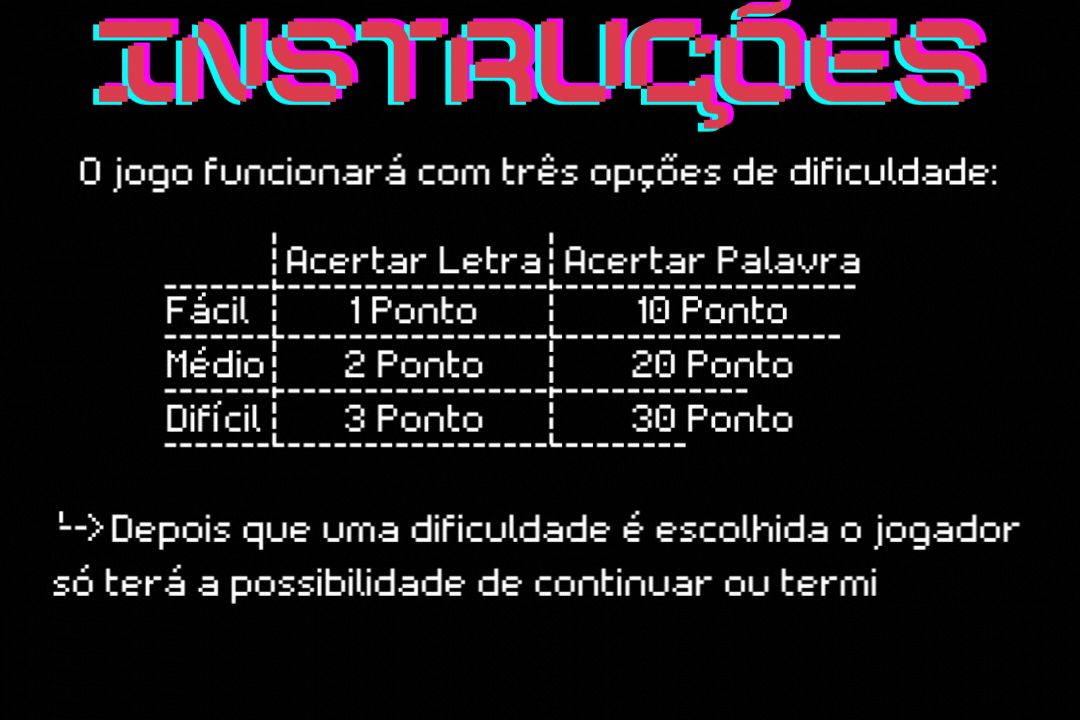 INSTRUÇÕES
O jogo funcionará com três opções de dificuldade:
Acertar Letra Acertar Palavra
Fácil 1 Ponto 10 Ponto
Médio 2 Ponto 20 Ponto
Difícil 3 Ponto 30 Ponto
└-->Depois que uma dificuldade é escolhida o jogador
só terá a possibilidade de continuar ou termi